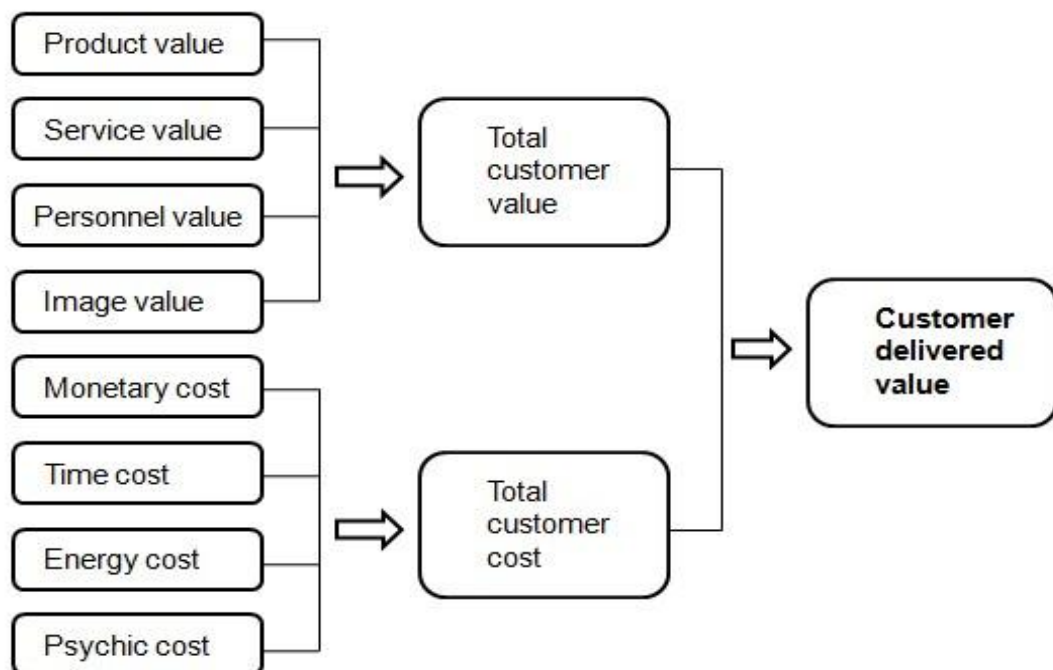 Product value
Service value
Personnel value
Image value
Monetary cost
Time cost
Energy cost
Psychic cost
Total
customer
value
Total
customer
cost
Customer
delivered
value